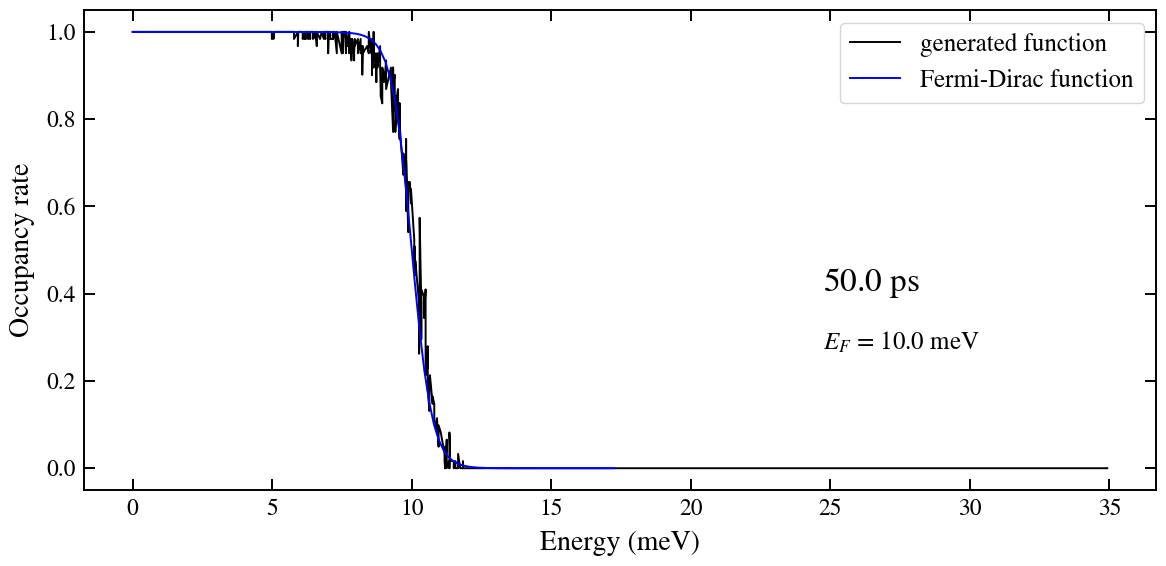 generated function
Fermi-Dirac function
Occupancy rate
1.0
0.8
0.6
0.4
0.2
0.0
50.0 ps
E_F = 10.0 meV
0 5 10 15 20 25 30 35
Energy (meV)